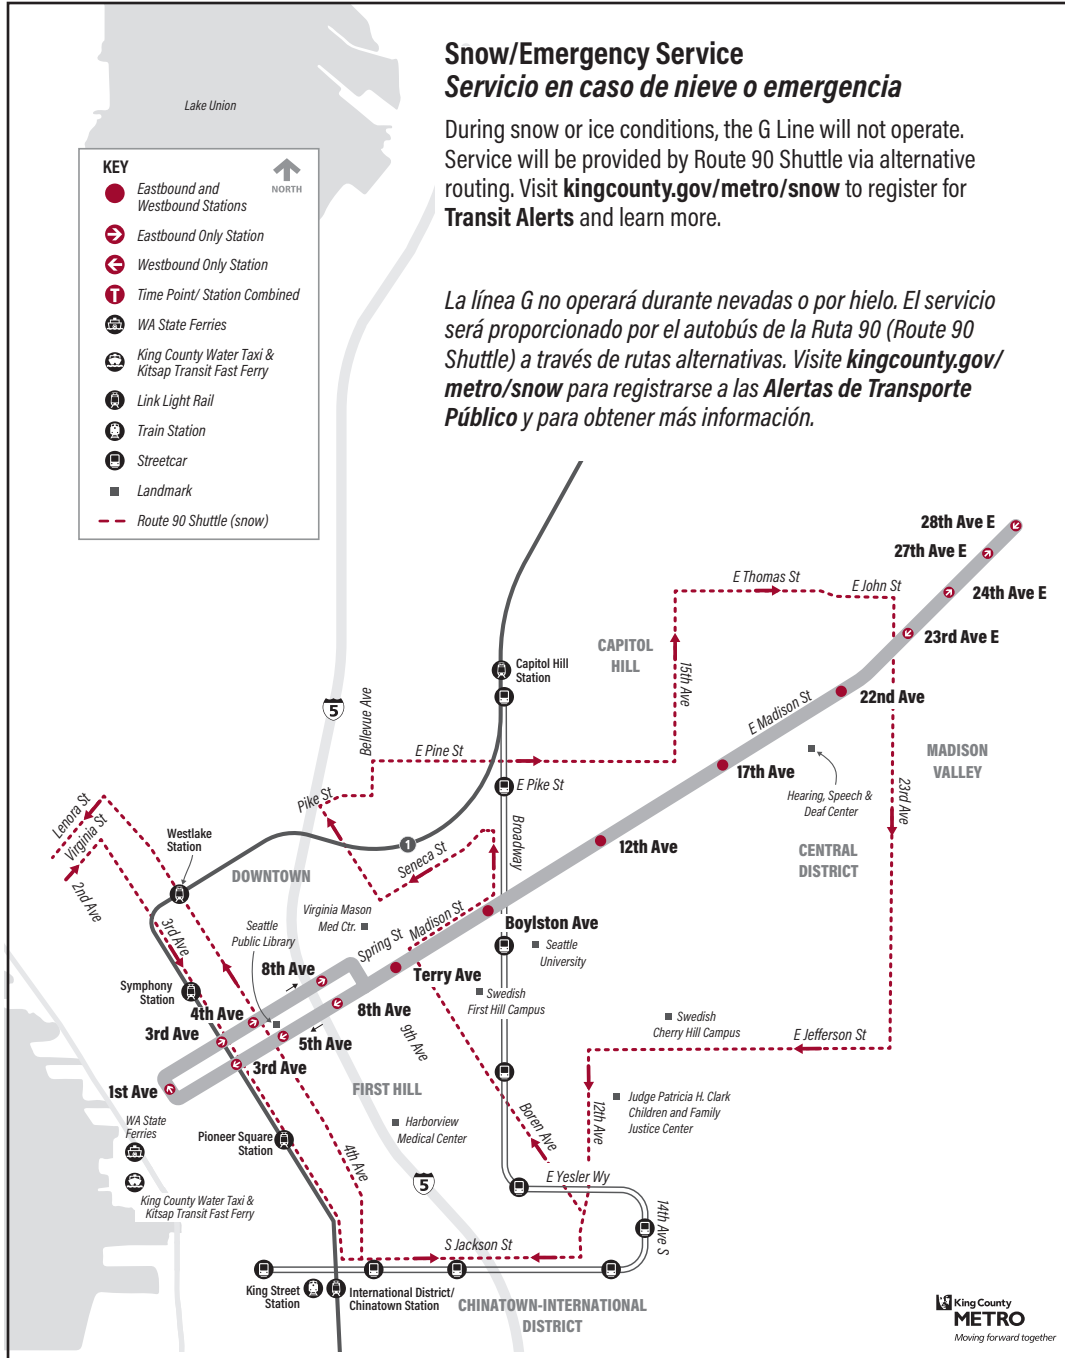 Snow/Emergency Service
Servicio en caso de nieve o emergencia
During snow or ice conditions, the G Line will not operate.
Service will be provided by Route 90 Shuttle via alternative
routing. Visit kingcounty.gov/metro/snow to register for
Transit Alerts and learn more.
La línea G no operará durante nevadas o por hielo. El servicio
será proporcionado por el autobús de la Ruta 90 (Route 90
Shuttle) a través de rutas alternativas. Visite kingcounty.gov/
metro/snow para registrarse a las Alertas de Transporte
Público y para obtener más información.
Lake Union
KEY
NORTH
Eastbound and
Westbound Stations
Eastbound Only Station
Westbound Only Station
T
Time Point/ Station Combined
WA State Ferries
King County Water Taxi &
Kitsap Transit Fast Ferry
Link Light Rail
Train Station
Streetcar
Landmark
Route 90 Shuttle (snow)
28th Ave E
27th Ave E
24th Ave E
23rd Ave E
22nd Ave
17th Ave
12th Ave
Boylston Ave
Terry Ave
8th Ave
8th Ave
4th Ave
5th Ave
3rd Ave
3rd Ave
1st Ave
E Thomas St
E John St
15th Ave
CAPITOL
HILL
Capitol Hill
Station
5
Bellevue Ave
E Pine St
E Madison St
MADISON
VALLEY
Hearing, Speech &
Deaf Center
23rd Ave
E Pike St
Pike St
Broadway
Lenora St
Virginia St
Westlake
Station
1
Seneca St
CENTRAL
DISTRICT
DOWNTOWN
2nd Ave
3rd Ave
Virginia Mason
Med Ctr.
Madison St
Spring St
Seattle
Public Library
Seattle
University
Symphony
Station
Swedish
First Hill Campus
Swedish
Cherry Hill Campus
E Jefferson St
9th Ave
FIRST HILL
Harborview
Medical Center
Judge Patricia H. Clark
Children and Family
Justice Center
12th Ave
Boren Ave
WA State
Ferries
Pioneer Square
Station
4th Ave
5
E Yesler Wy
King County Water Taxi &
Kitsap Transit Fast Ferry
14th Ave S
S Jackson St
King Street
Station
International District/
Chinatown Station
CHINATOWN-INTERNATIONAL
DISTRICT
King County
METRO
Moving forward together